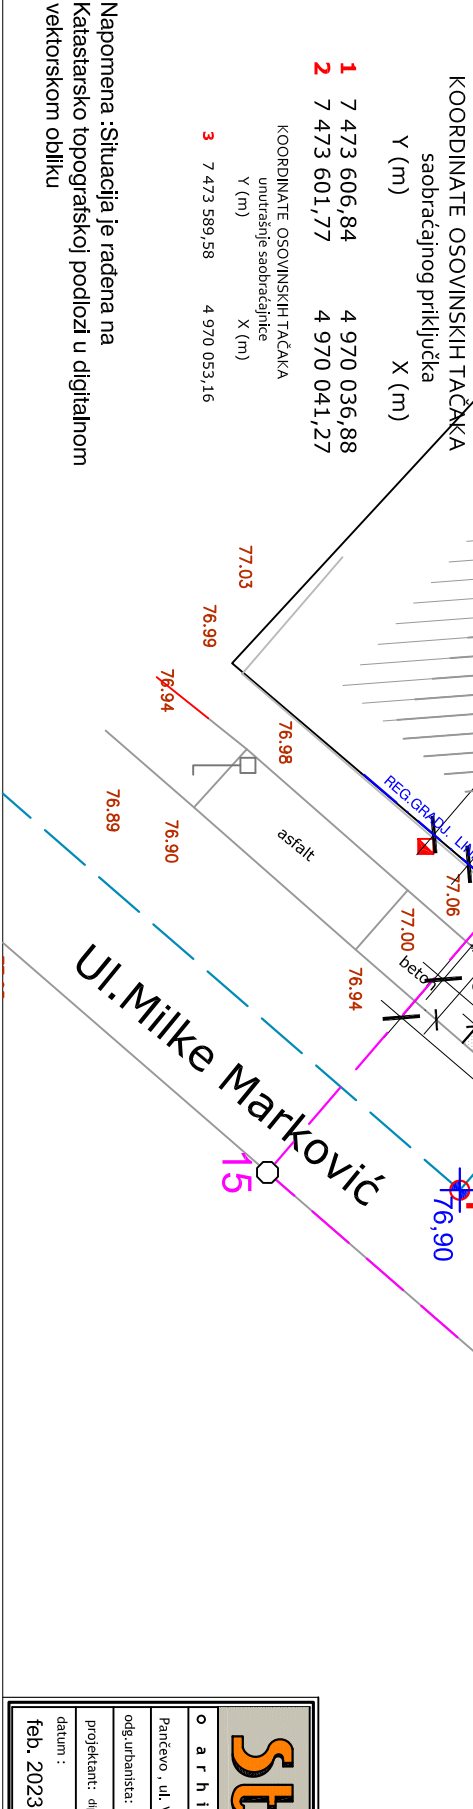 KOORDINATE OSOVINSKIH TAČAKA
saobraćajnog priključka
Y (m) X (m)
1 7 473 606,84 4 970 036,88
2 7 473 601,77 4 970 041,27
KOORDINATE OSOVINSKIH TAČAKA
unutrašnje saobraćajnice
Y (m) X (m)
3 7 473 589,58 4 970 053,16
Napomena :Situacija je rađena na
Katastarsko topografskoj podlozi u digitalnom
vektorskom obliku
77.03
76.99
76.94
76.98
76.89
76.90
asfalt
REG.GRADJ.
77.06
77.00
76.94
Ul.Milke Marković
15
76,90
St
o arhi
Pančevo , ul.
odg.urbanista:
projektant:
datum :
feb. 2023